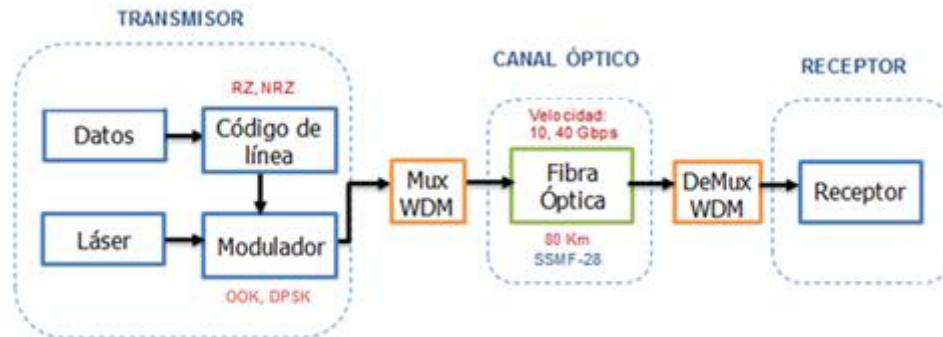 TRANSMISOR
RZ, NRZ
Datos
Código de
línea
Láser
Modulador
OOK, DPSK
Mux
WDM
CANAL ÓPTICO
Velocidad:
10, 40 Gbps
Fibra
Óptica
80 Km
SSMF-28
DeMux
WDM
RECEPTOR
Receptor